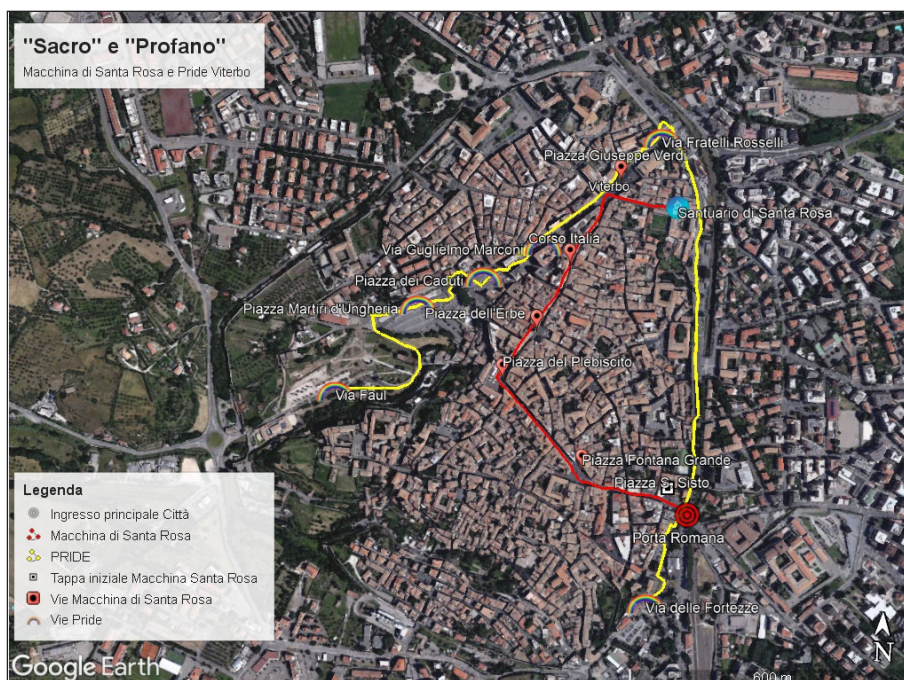 "Sacro" e "Profano"
Macchina di Santa Rosa e Pride Viterbo
Via Fratelli Rosselli
Piazza Giuseppe Verdi
Viterbo
Santuario di Santa Rosa
Corso Italia
Via Guglielmo Marconi
Piazza dei Caduti
Piazza Martiri d'Ungheria
Piazza dell'Erbe
Piazza del Plebiscito
Via Faul
Piazza Fontana Grande
Piazza S. Sisto
Porta Romana
Via delle Fortezze
Legenda
Ingresso principale Città
Macchina di Santa Rosa
PRIDE
Tappa iniziale Macchina Santa Rosa
Vie Macchina di Santa Rosa
Vie Pride
Google Earth
N
600 m